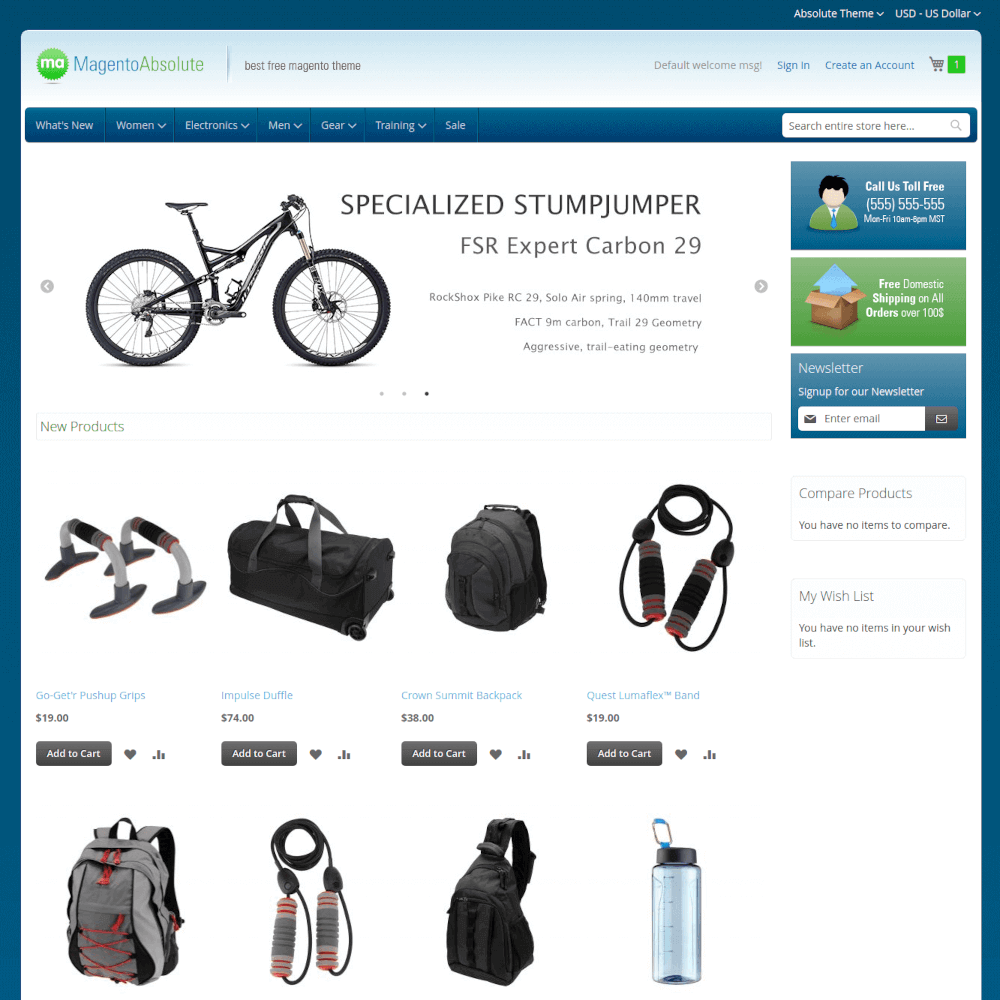 Absolute Theme USD - US Dollar
ma MagentoAbsolute best free magento theme
Default welcome msg! Sign In Create an Account 1
What's New Women Electronics Men Gear Training Sale
Search entire store here...
SPECIALIZED STUMPJUMPER
FSR Expert Carbon 29
RockShox Pike RC 29, Solo Air spring, 140mm travel
FACT 9m carbon, Trail 29 Geometry
Aggressive, trail-eating geometry
Call Us Toll Free
(555) 555-555
Mon-Fri 10am-6pm MST
Free Domestic
Shipping on All
Orders over 100$
Newsletter
Signup for our Newsletter
Enter email
New Products
Compare Products
You have no items to compare.
My Wish List
You have no items in your wish
list.
Go-Get'r Pushup Grips Impulse Duffle Crown Summit Backpack Quest Lumaflex™ Band
$19.00 $74.00 $38.00 $19.00
Add to Cart Add to Cart Add to Cart Add to Cart